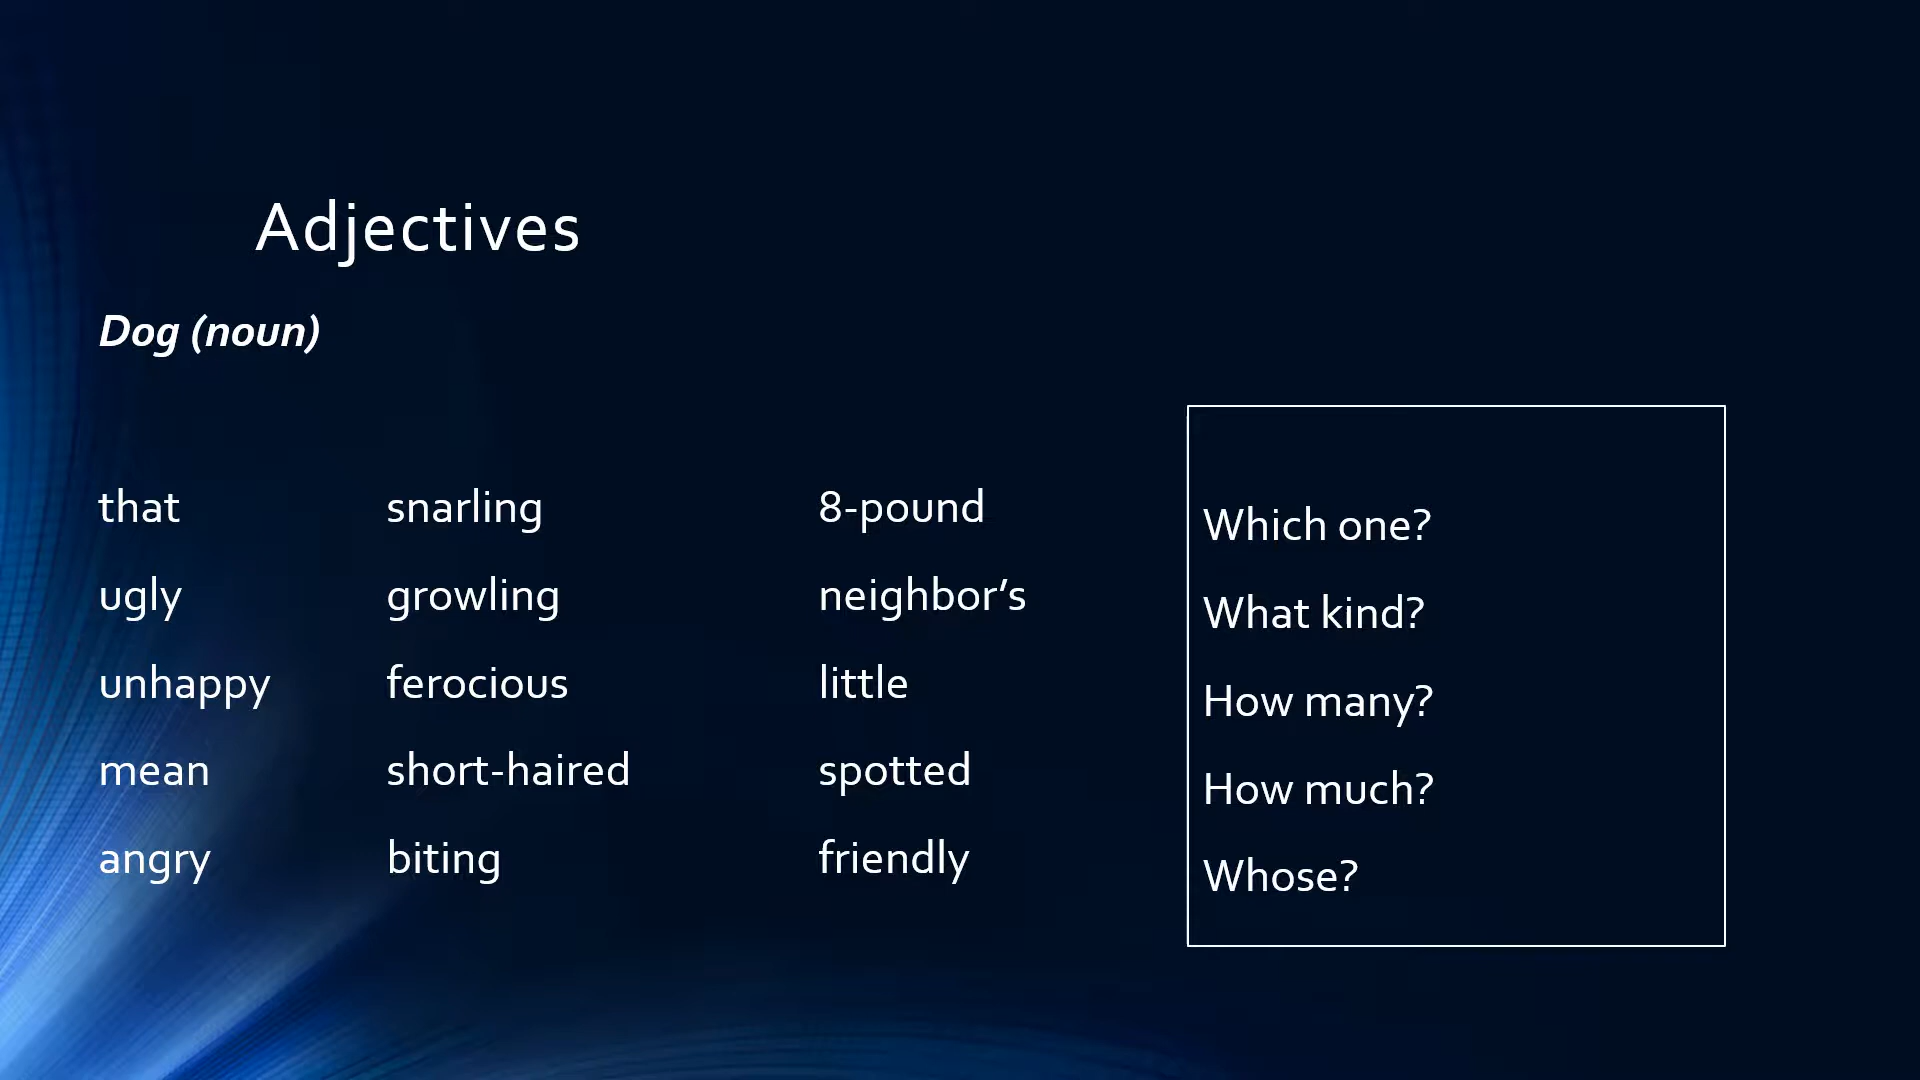 Adjectives
Dog (noun)
that
ugly
unhappy
mean
angry
snarling
growling
ferocious
short-haired
biting
8-pound
neighbor’s
little
spotted
friendly
Which one?
What kind?
How many?
How much?
Whose?